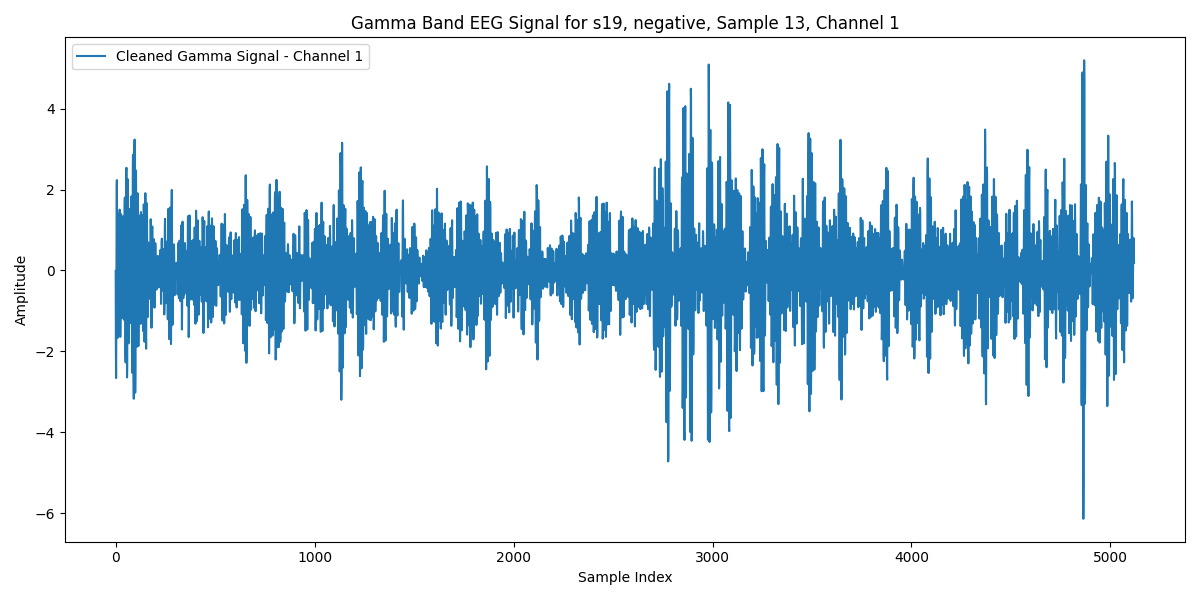 Gamma Band EEG Signal for s19, negative, Sample 13, Channel 1
Cleaned Gamma Signal - Channel 1
4
2
0
−2
−4
−6
Amplitude
0 1000 2000 3000 4000 5000
Sample Index